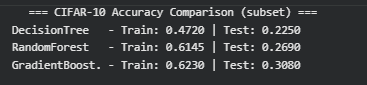 === CIFAR-10 Accuracy Comparison (subset) ===
DecisionTree   - Train: 0.4720 | Test: 0.2250
RandomForest   - Train: 0.6145 | Test: 0.2690
GradientBoost. - Train: 0.6230 | Test: 0.3080